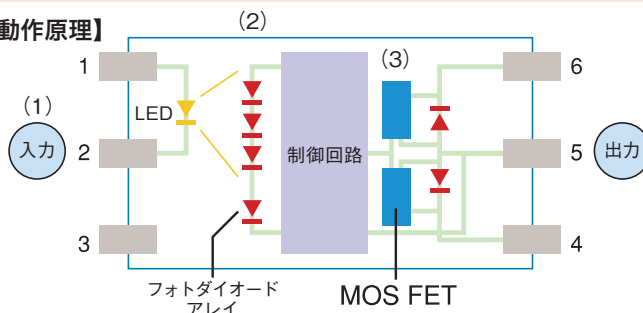 動作原理】
(2)
(3)
1
6
(1)
LED
入力
2
制御回路
5
出力
3
4
フォトダイオード
アレイ
MOS FET